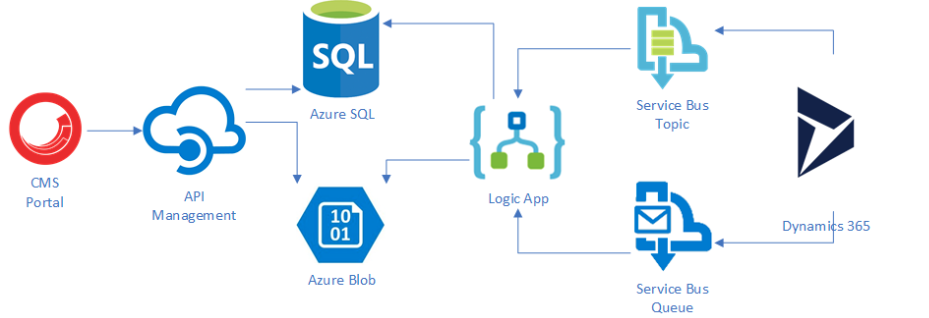 SQL
Azure SQL
CMS
Portal
API
Management
10
01
Azure Blob
Logic App
Service Bus
Topic
Service Bus
Queue
Dynamics 365